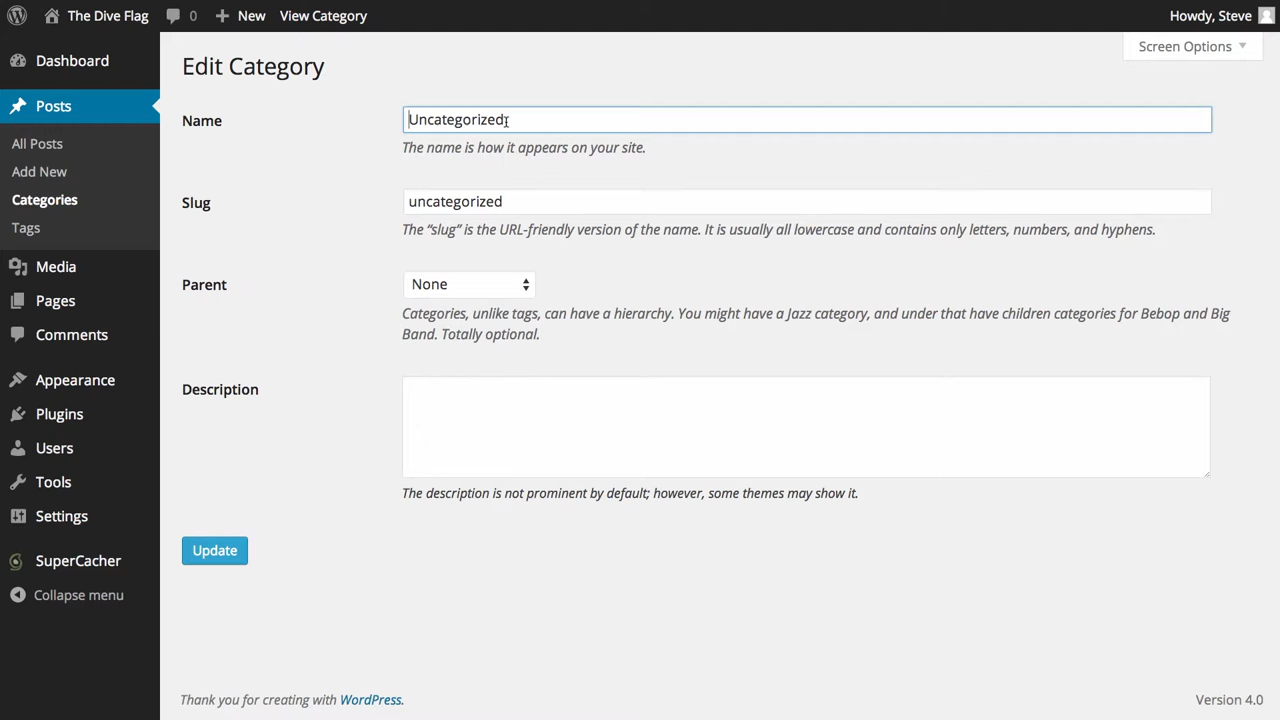 The Dive Flag 0 New View Category Howdy, Steve
Screen Options
Dashboard
Posts
All Posts
Add New
Categories
Tags
Media
Pages
Comments
Appearance
Plugins
Users
Tools
Settings
SuperCacher
Collapse menu
Edit Category
Name Uncategorized
The name is how it appears on your site.
Slug uncategorized
The “slug” is the URL-friendly version of the name. It is usually all lowercase and contains only letters, numbers, and hyphens.
Parent None
Categories, unlike tags, can have a hierarchy. You might have a Jazz category, and under that have children categories for Bebop and Big
Band. Totally optional.
Description
The description is not prominent by default; however, some themes may show it.
Update
Thank you for creating with WordPress. Version 4.0